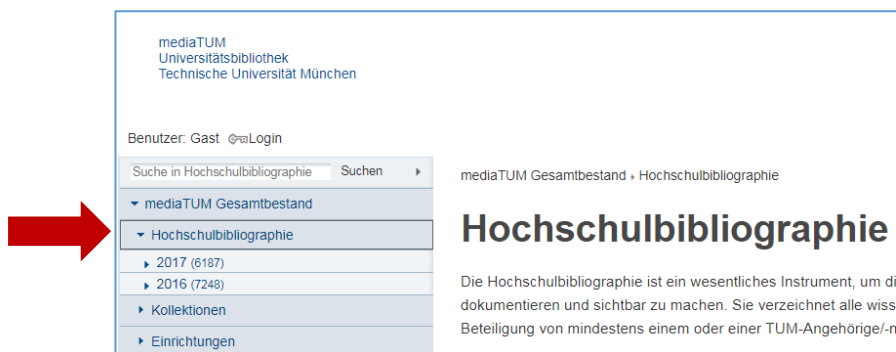 mediaTUM
Universitätsbibliothek
Technische Universität München
Benutzer: Gast Login
Suche in Hochschulbibliographie Suchen
mediaTUM Gesamtbestand
Hochschulbibliographie
2017 (6187)
2016 (7248)
Kollektionen
Einrichtungen
mediaTUM Gesamtbestand Hochschulbibliographie
Hochschulbibliographie
Die Hochschulbibliographie ist ein wesentliches Instrument, um di
dokumentieren und sichtbar zu machen. Sie verzeichnet alle wiss
Beteiligung von mindestens einem oder einer TUM-Angehörige/-n